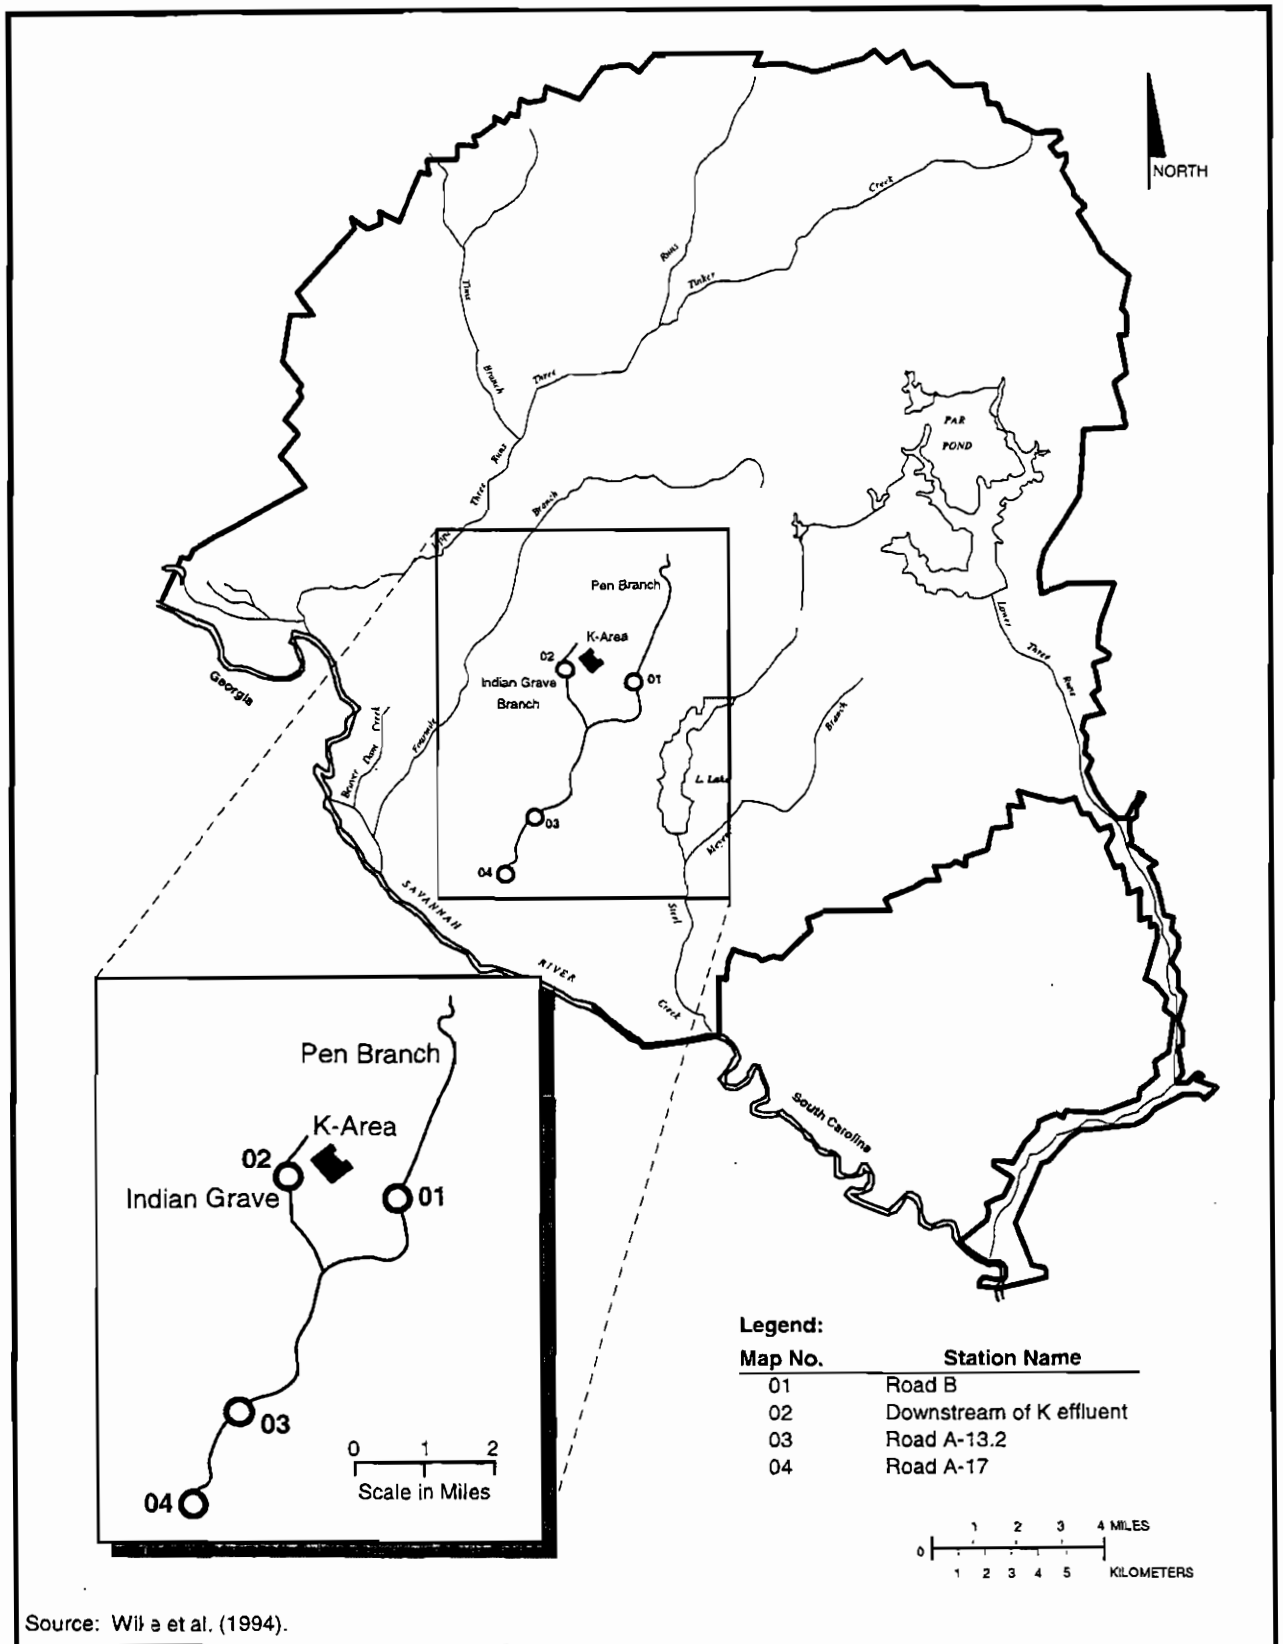 NORTH
Creek
Runs
Tinker
Tims
Branch
Three
PAR
POND
Runs
Three
Branch
Pen Branch
K-Area
02
Indian Grave
Branch
01
Lower
Three
Runs
Georgia
Beaver Dam Creek
Fourmile
L. Lake
Branch
03
04
Meyer
SAVANNAH
RIVER
Steel
Creek
South Carolina
Pen Branch
K-Area
02
Indian Grave
01
03
04
0 1 2
Scale in Miles
Legend:
Map No. Station Name
01 Road B
02 Downstream of K effluent
03 Road A-13.2
04 Road A-17
1 2 3 4 MILES
0
1 2 3 4 5 KILOMETERS
Source: et al. (1994).